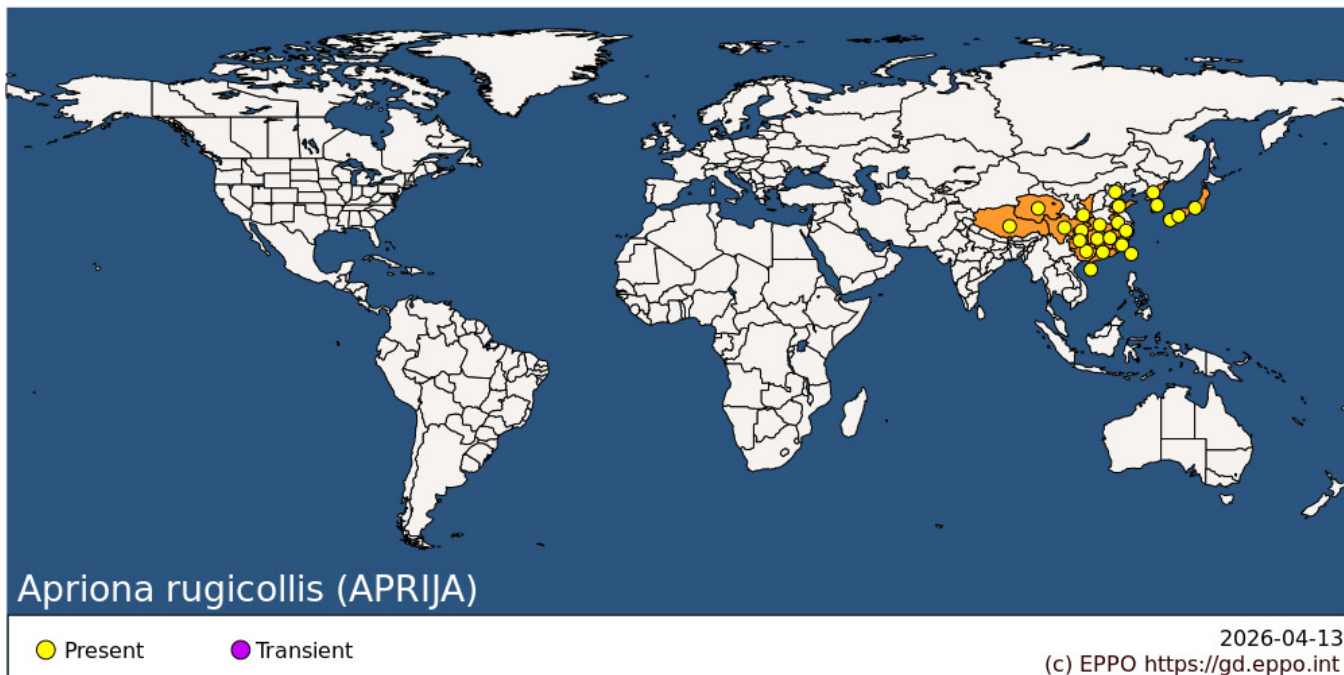 Apriona rugicollis (APRIJA)
Present
Transient
2026-04-13
(c) EPPO https://gd.eppo.int